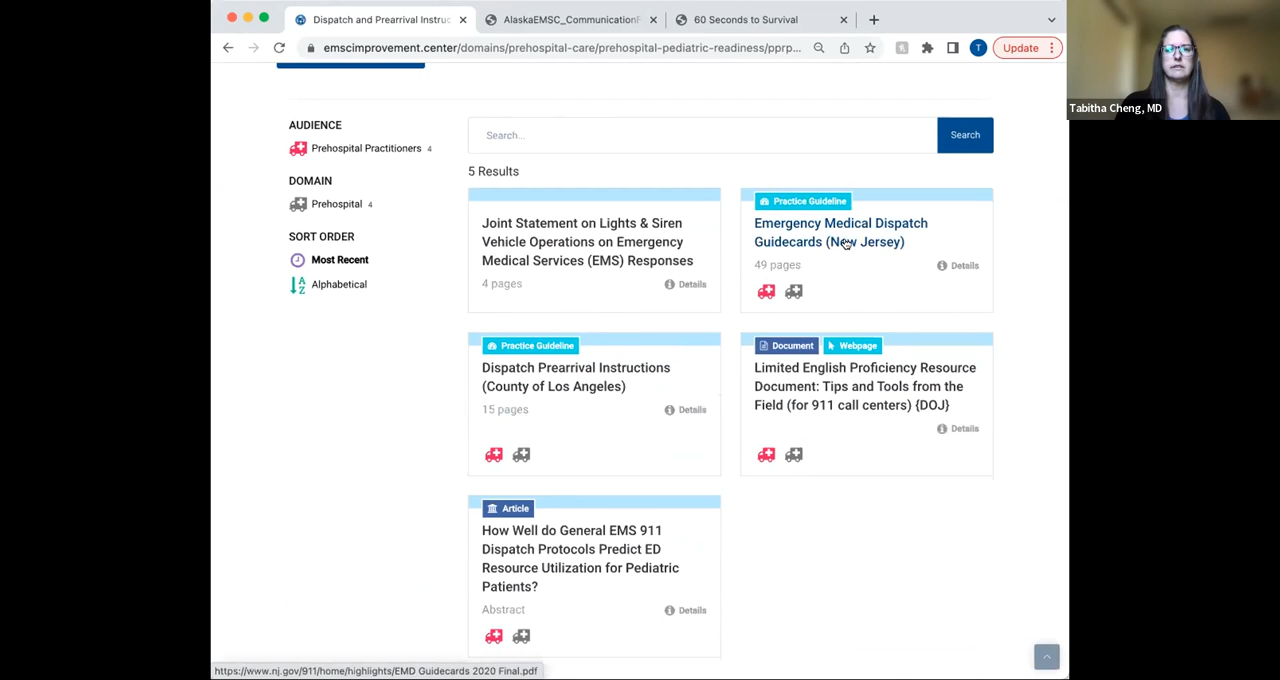 Dispatch and Prearrival Instruc
AlaskaEMSC_Communication
60 Seconds to Survival
emscimprovement.center/domains/prehospital-care/prehospital-pediatric-readiness/pprp...
T
Update
Tabitha Cheng, MD
AUDIENCE
Prehospital Practitioners 4
DOMAIN
Prehospital 4
SORT ORDER
Most Recent
A
Z
Alphabetical
Search...
Search
5 Results
Joint Statement on Lights & Siren
Vehicle Operations on Emergency
Medical Services (EMS) Responses
4 pages
Details
Practice Guideline
Emergency Medical Dispatch
Guidecards (New Jersey)
49 pages
Details
Practice Guideline
Dispatch Prearrival Instructions
(County of Los Angeles)
15 pages
Details
Document
Webpage
Limited English Proficiency Resource
Document: Tips and Tools from the
Field (for 911 call centers) {DOJ}
Details
Article
How Well do General EMS 911
Dispatch Protocols Predict ED
Resource Utilization for Pediatric
Patients?
Abstract
Details
https://www.nj.gov/911/home/highlights/EMD Guidecards 2020 Final.pdf